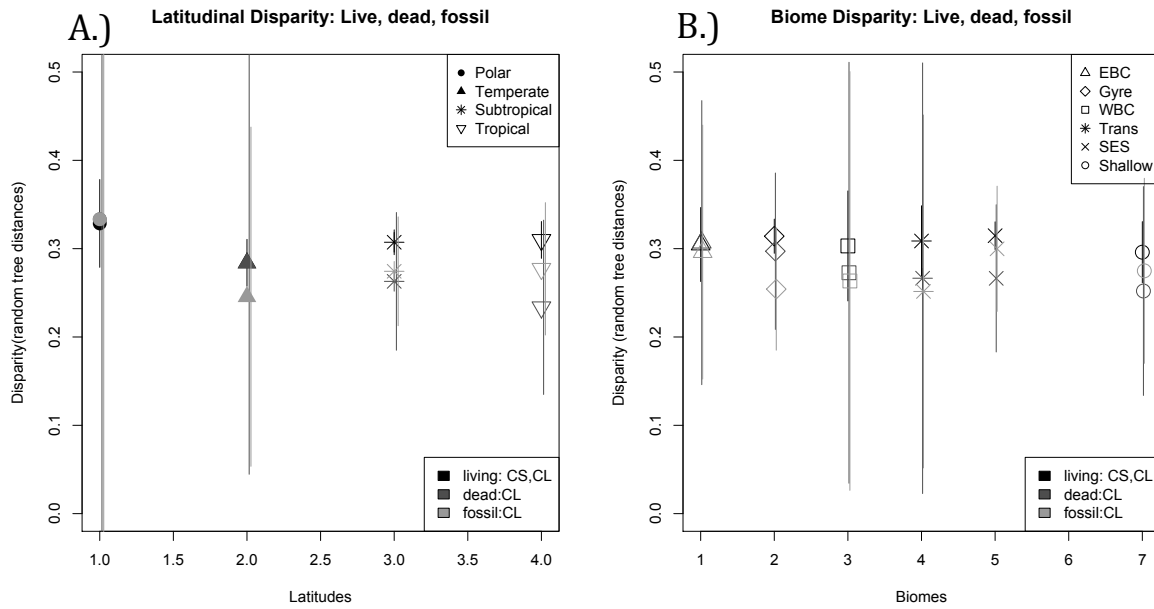 A.)
Latitudinal Disparity: Live, dead, fossil
Disparity(random tree distances)
0.5
0.4
0.3
0.2
0.1
0.0
Polar
Temperate
Subtropical
Tropical
living: CS,CL
dead:CL
fossil:CL
1.0 1.5 2.0 2.5 3.0 3.5 4.0
Latitudes
B.)
Biome Disparity: Live, dead, fossil
Disparity (random tree distances)
0.5
0.4
0.3
0.2
0.1
0.0
EBC
Gyre
WBC
Trans
SES
Shallow
living: CS,CL
dead:CL
fossil:CL
1 2 3 4 5 6 7
Biomes